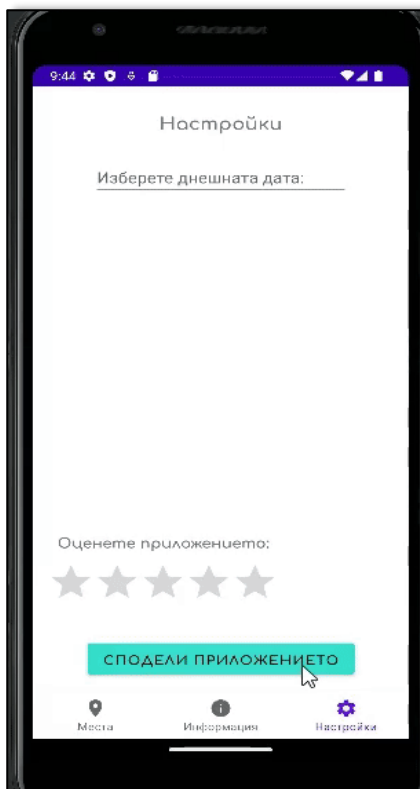 9:44
Настройки
Изберете днешната дата:
Оценете приложението:
СПОДЕЛИ ПРИЛОЖЕНИЕТО
Места Информация Настройки